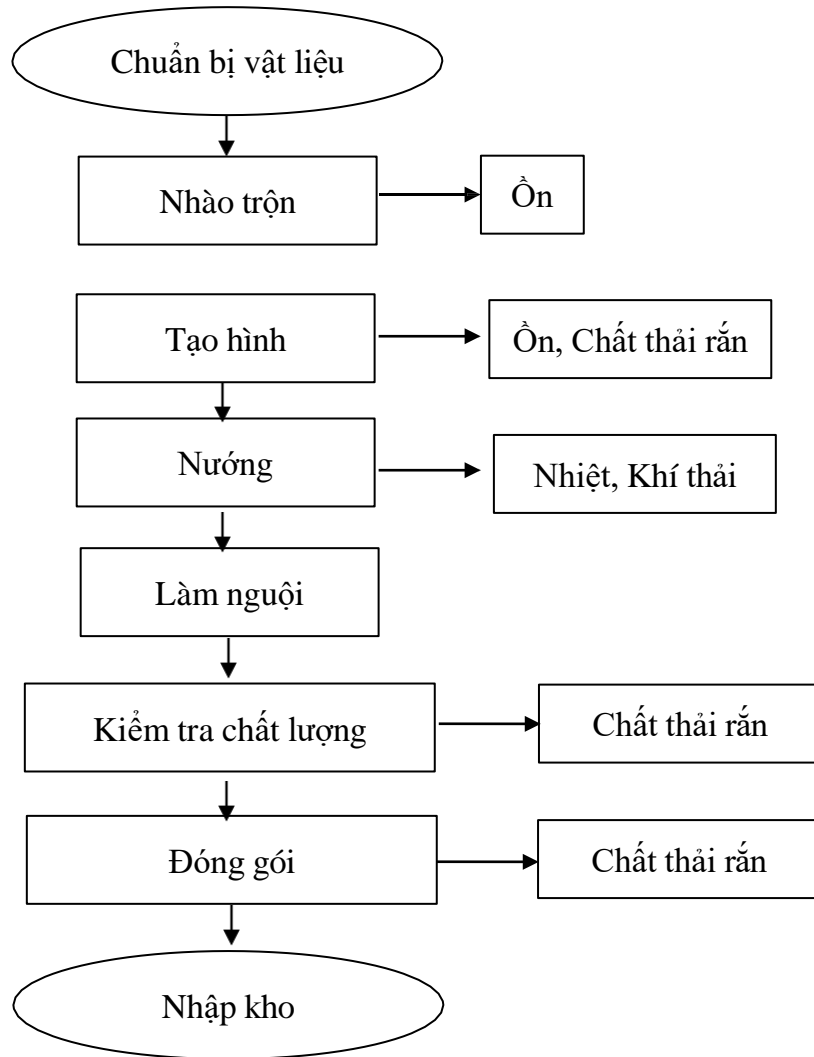 Chuẩn bị vật liệu
Nhào trộn
Ồn
Tạo hình
Ồn, Chất thải rắn
Nướng
Nhiệt, Khí thải
Làm nguội
Kiểm tra chất lượng
Chất thải rắn
Đóng gói
Chất thải rắn
Nhập kho